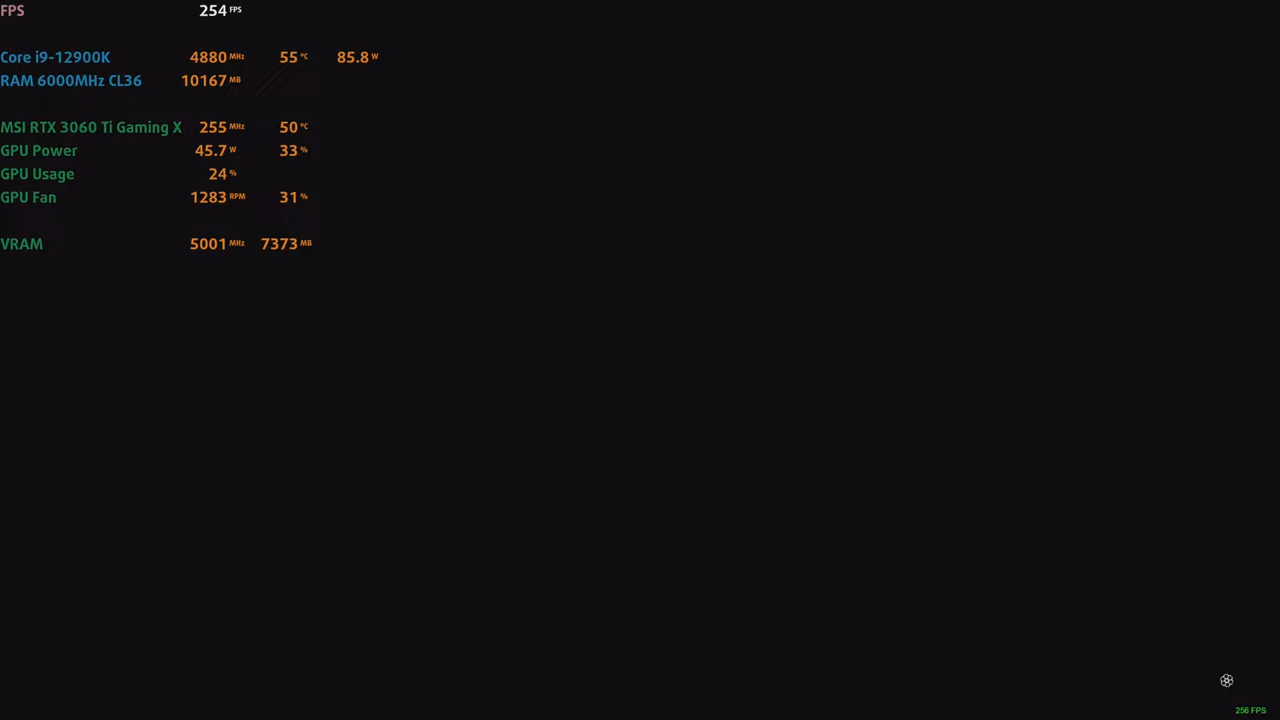 FPS 254 FPS
Core i9-12900K 4880 MHz 55 °C 85.8 W
RAM 6000MHz CL36 10167 MB
MSI RTX 3060 Ti Gaming X 255 MHz 50 °C
GPU Power 45.7 W 33 %
GPU Usage 24 %
GPU Fan 1283 RPM 31 %
VRAM 5001 MHz 7373 MB
256 FPS